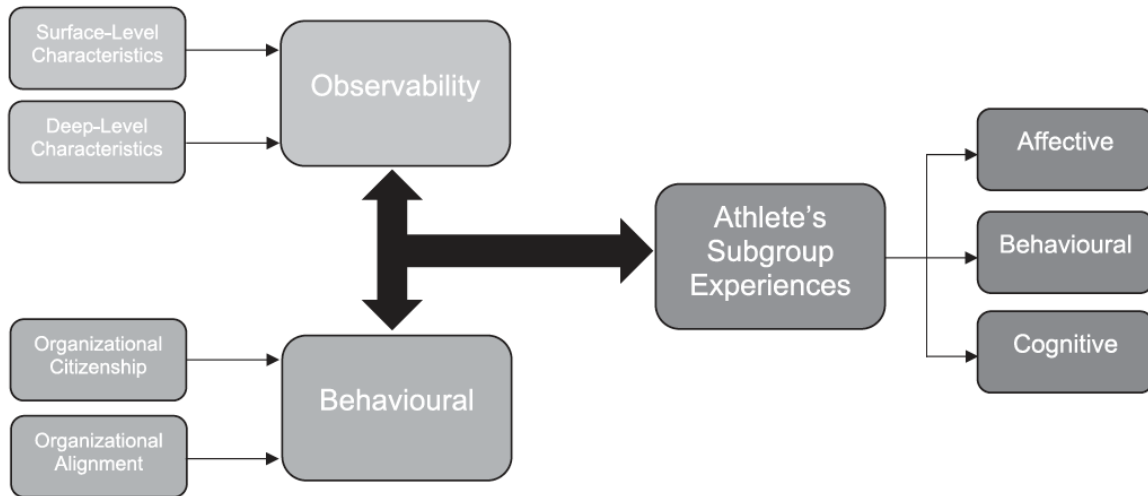 Surface-Level
Characteristics
Observability
Deep-Level
Characteristics
Affective
Athlete's
Subgroup
Experiences
Behavioural
Cognitive
Organizational
Citizenship
Behavioural
Organizational
Alignment